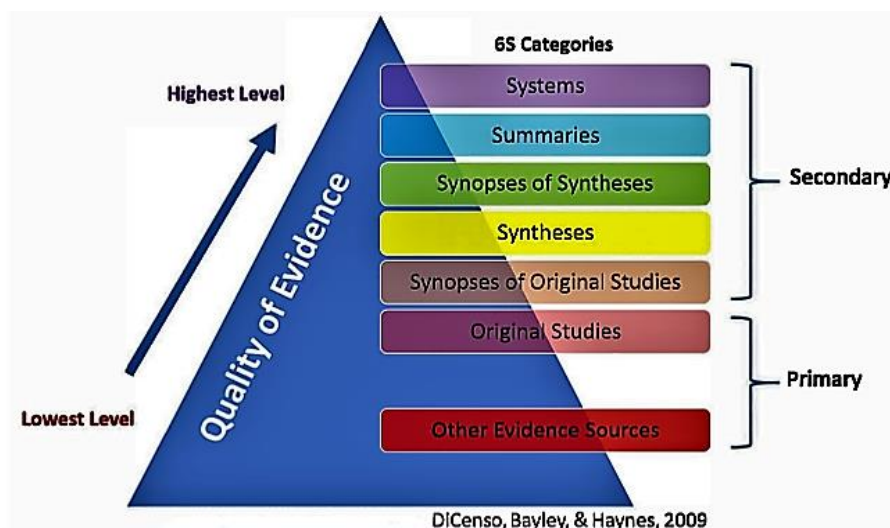 6S Categories
Highest Level
Systems
Summaries
Synopses of Syntheses
Secondary
Syntheses
Synopses of Original Studies
Quality of Evidence
Original Studies
Primary
Lowest Level
Other Evidence Sources
DiCenso, Bayley, & Haynes, 2009